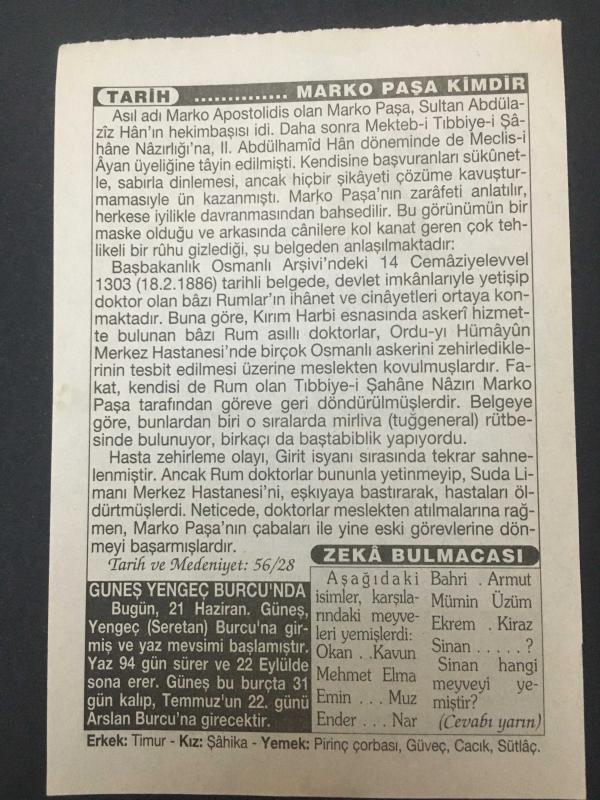 TARİH .............. MARKO PAŞA KİMDİR
Asıl adı Marko Apostolidis olan Marko Paşa, Sultan Abdüla-
zîz Hân'ın hekimbaşısı idi. Daha sonra Mekteb-i Tıbbiye-i Şâ-
hâne Nâzırlığı'na, II. Abdülhamîd Hân döneminde de Meclis-i
Âyan üyeliğine tâyin edilmişti. Kendisine başvuranları sükûnet-
le, sabırla dinlemesi, ancak hiçbir şikâyeti çözüme kavuştur-
mamasıyle ün kazanmıştı. Marko Paşa'nın zarâfeti anlatılır,
herkese iyilikle davranmasından bahsedilir. Bu görünümün bir
maske olduğu ve arkasında cânilere kol kanat geren çok teh-
likeli bir rûhu gizlediği, şu belgeden anlaşılmaktadır:
Başbakanlık Osmanlı Arşivi'ndeki 14 Cemâziyelevvel
1303 (18.2.1886) tarihli belgede, devlet imkânlarıyle yetişip
doktor olan bâzı Rumlar'ın ihânet ve cinâyetleri ortaya kon-
maktadır. Buna göre, Kırım Harbi esnasında askerî hizmet-
te bulunan bâzı Rum asıllı doktorlar, Ordu-yı Hümâyûn
Merkez Hastanesi'nde birçok Osmanlı askerini zehirledikle-
rinin tesbit edilmesi üzerine meslekten kovulmuşlardır. Fa-
kat, kendisi de Rum olan Tıbbiye-i Şahâne Nâzırı Marko
Paşa tarafından göreve geri döndürülmüşlerdir. Belgeye
göre, bunlardan biri o sıralarda mirliva (tuğgeneral) rütbe-
sinde bulunuyor, birkaçı da baştabiblik yapıyordu.
Hasta zehirleme olayı, Girit isyanı sırasında tekrar sahne-
lenmiştir. Ancak Rum doktorlar bununla yetinmeyip, Suda Li-
manı Merkez Hastanesi'ni, eşkıyaya bastırarak, hastaları öl-
dürtmüşlerdi. Neticede, doktorlar meslekten atılmalarına rağ-
men, Marko Paşa'nın çabaları ile yine eski görevlerine dön-
meyi başarmışlardır.
Tarih ve Medeniyet: 56/28
GÜNEŞ YENGEÇ BURCU'NDA
Bugün, 21 Haziran. Güneş,
Yengeç (Seretan) Burcu'na gir-
miş ve yaz mevsimi başlamıştır.
Yaz 94 gün sürer ve 22 Eylülde
sona erer. Güneş bu burçta 31
gün kalıp, Temmuz'un 22. günü
Arslan Burcu'na girecektir.
ZEKÂ BULMACASI
Aşağıdaki
isimler, karşıla-
rındaki meyve-
leri yemişlerdi:
Okan . .Kavun
Mehmet Elma
Emin . . . Muz
Ender . . . Nar
Bahri . Armut
Mümin Üzüm
Ekrem . Kiraz
Sinan . . . . . ?
Sinan hangi
meyveyi ye-
miştir?
(Cevabı yarın)
Erkek: Timur - Kız: Şâhika - Yemek: Pirinç çorbası, Güveç, Cacık, Sütlâç.